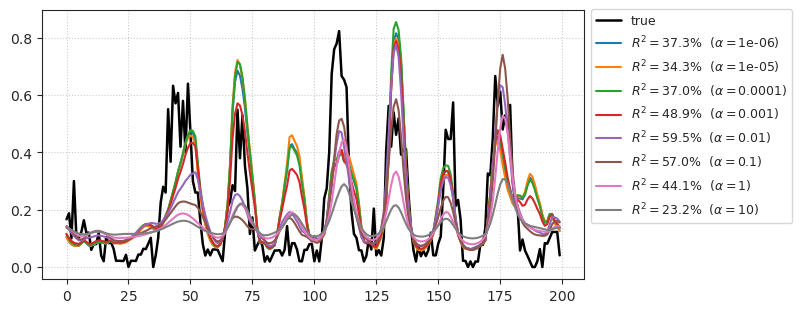 true
R² = 37.3% (α = 1e-06)
R² = 34.3% (α = 1e-05)
R² = 37.0% (α = 0.0001)
R² = 48.9% (α = 0.001)
R² = 59.5% (α = 0.01)
R² = 57.0% (α = 0.1)
R² = 44.1% (α = 1)
R² = 23.2% (α = 10)
0.8
0.6
0.4
0.2
0.0
0 25 50 75 100 125 150 175 200